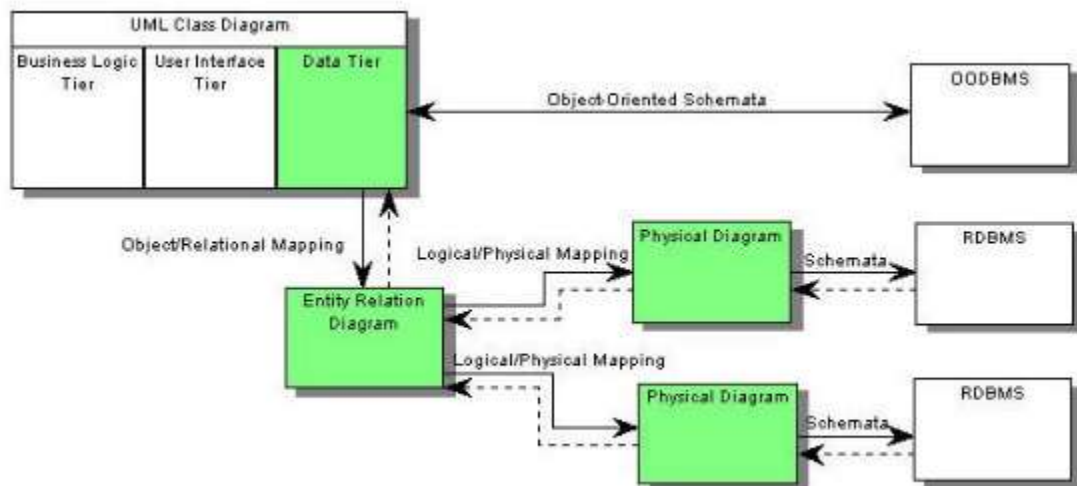 UML Class Diagram
Business Logic
Tier
User Interface
Tier
Data Tier
Object-Oriented Schemata
OODBMS
Object/Relational Mapping
Entity Relation
Diagram
Logical/Physical Mapping
Physical Diagram
Schemata
RDBMS
Logical/Physical Mapping
Physical Diagram
Schemata
RDBMS